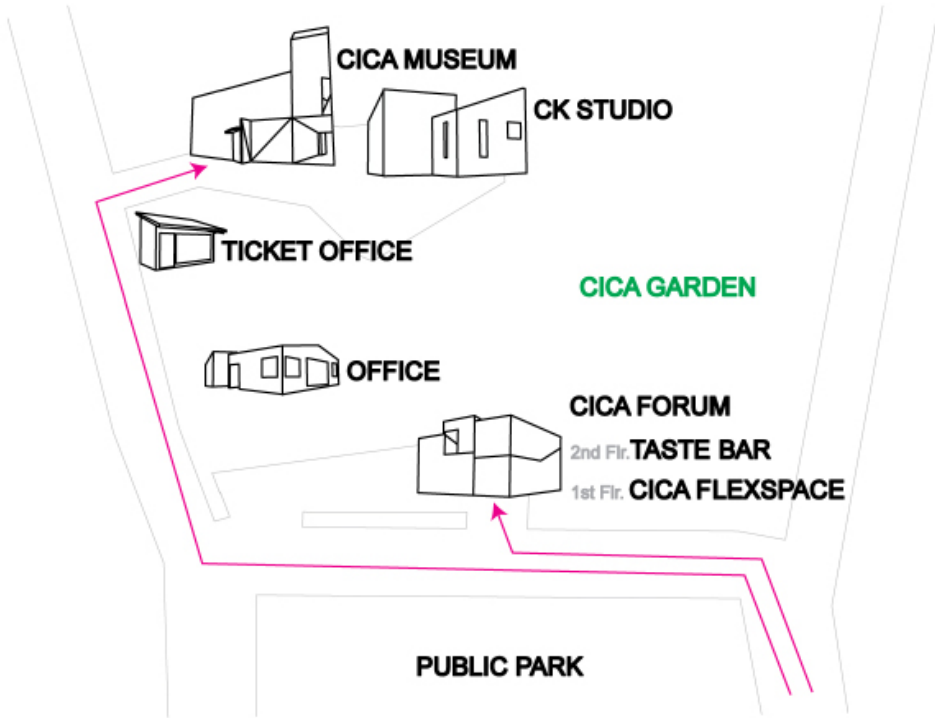 CICA MUSEUM
CK STUDIO
TICKET OFFICE
CICA GARDEN
OFFICE
CICA FORUM
2nd Flr. TASTE BAR
1st Flr. CICA FLEXSPACE
PUBLIC PARK